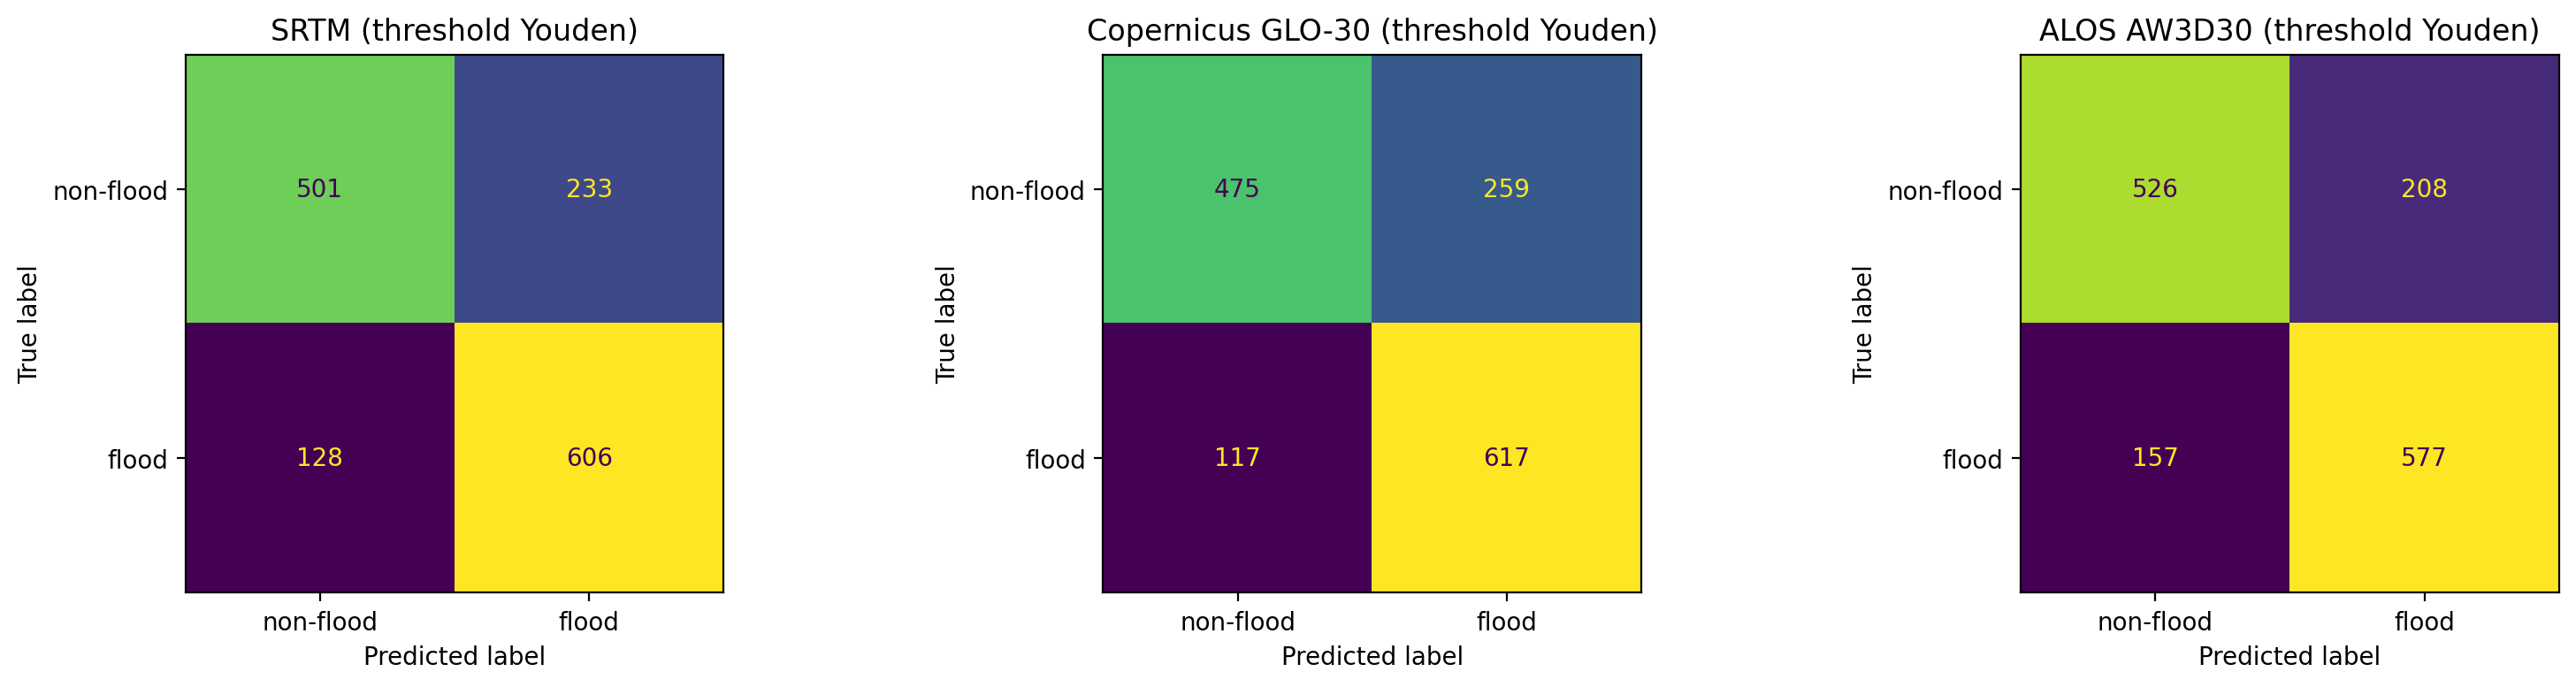 SRTM (threshold Youden)
True label
non-flood
501
233
flood
128
606
non-flood
flood
Predicted label
Copernicus GLO-30 (threshold Youden)
True label
non-flood
475
259
flood
117
617
non-flood
flood
Predicted label
ALOS AW3D30 (threshold Youden)
True label
non-flood
526
208
flood
157
577
non-flood
flood
Predicted label